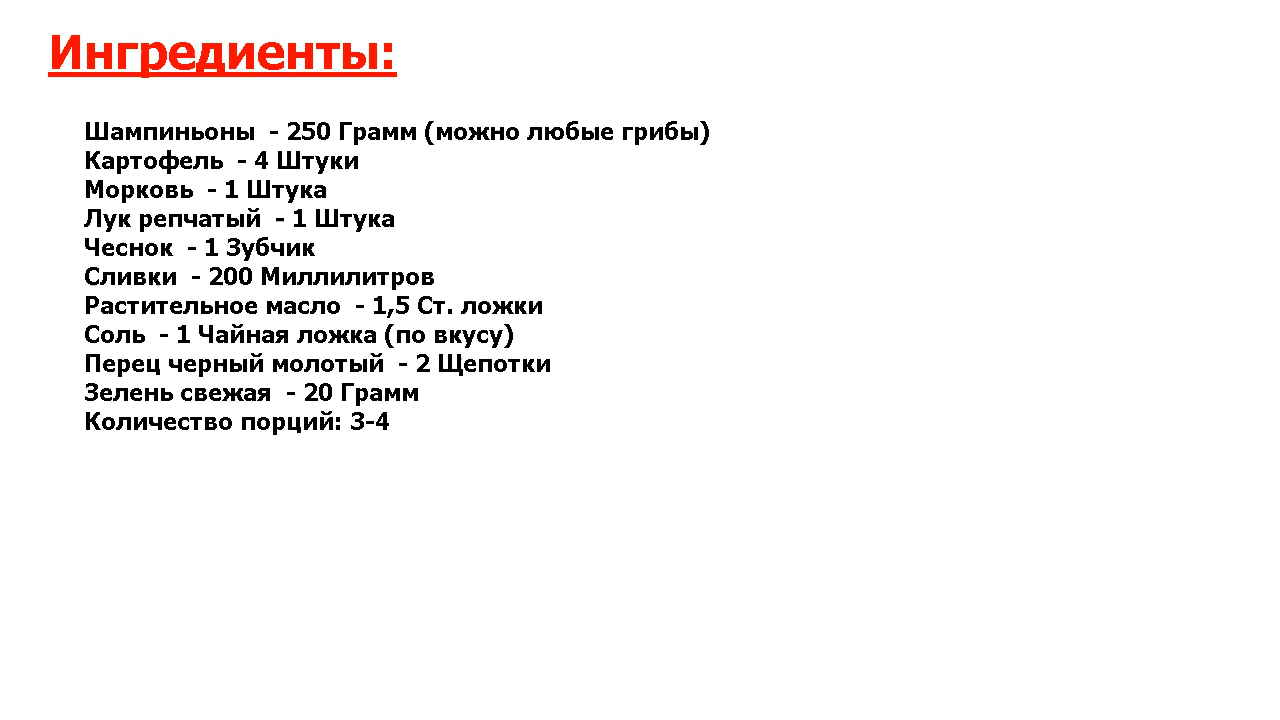 Ингредиенты:
Шампиньоны - 250 Грамм (можно любые грибы)
Картофель - 4 Штуки
Морковь - 1 Штука
Лук репчатый - 1 Штука
Чеснок - 1 Зубчик
Сливки - 200 Миллилитров
Растительное масло - 1,5 Ст. ложки
Соль - 1 Чайная ложка (по вкусу)
Перец черный молотый - 2 Щепотки
Зелень свежая - 20 Грамм
Количество порций: 3-4